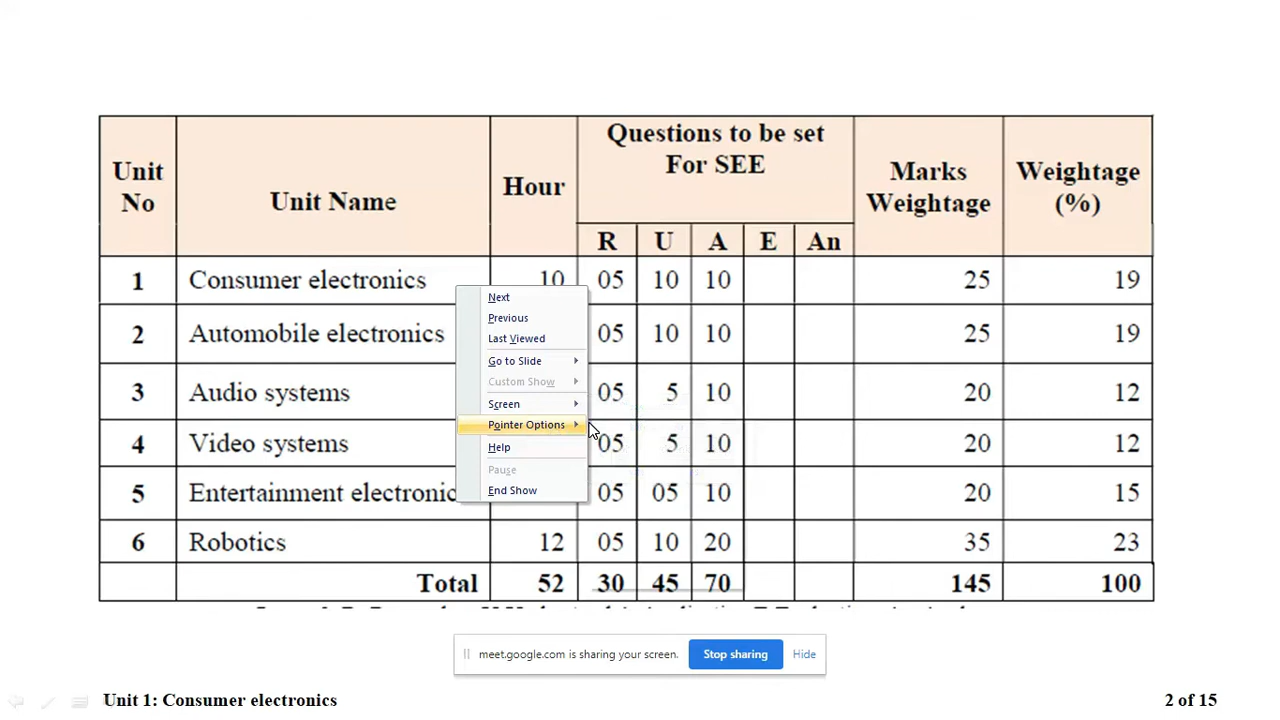 Unit No Unit Name Hour Questions to be set For SEE Marks Weightage Weightage (%)
R U A E An
1 Consumer electronics 10 05 10 10 25 19
2 Automobile electronics 05 10 10 25 19
3 Audio systems 05 5 10 20 12
4 Video systems 05 5 10 20 12
5 Entertainment electronic 05 05 10 20 15
6 Robotics 12 05 10 20 35 23
Total 52 30 45 70 145 100
Next
Previous
Last Viewed
Go to Slide
Custom Show
Screen
Pointer Options
Help
Pause
End Show
meet.google.com is sharing your screen. Stop sharing Hide
Unit 1: Consumer electronics 2 of 15